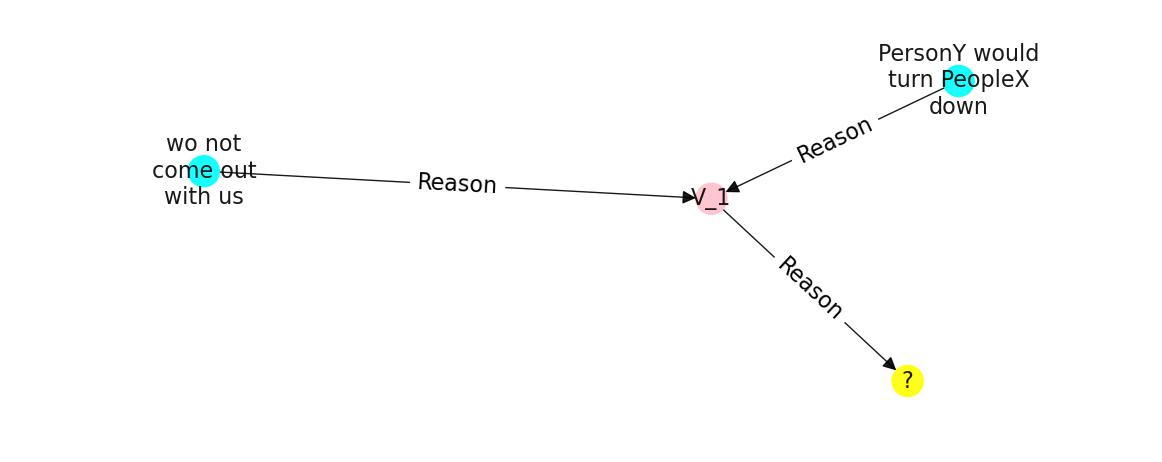 PersonY would
turn PeopleX
down
Reason
wo not
come out
with us
Reason
V_1
Reason
?